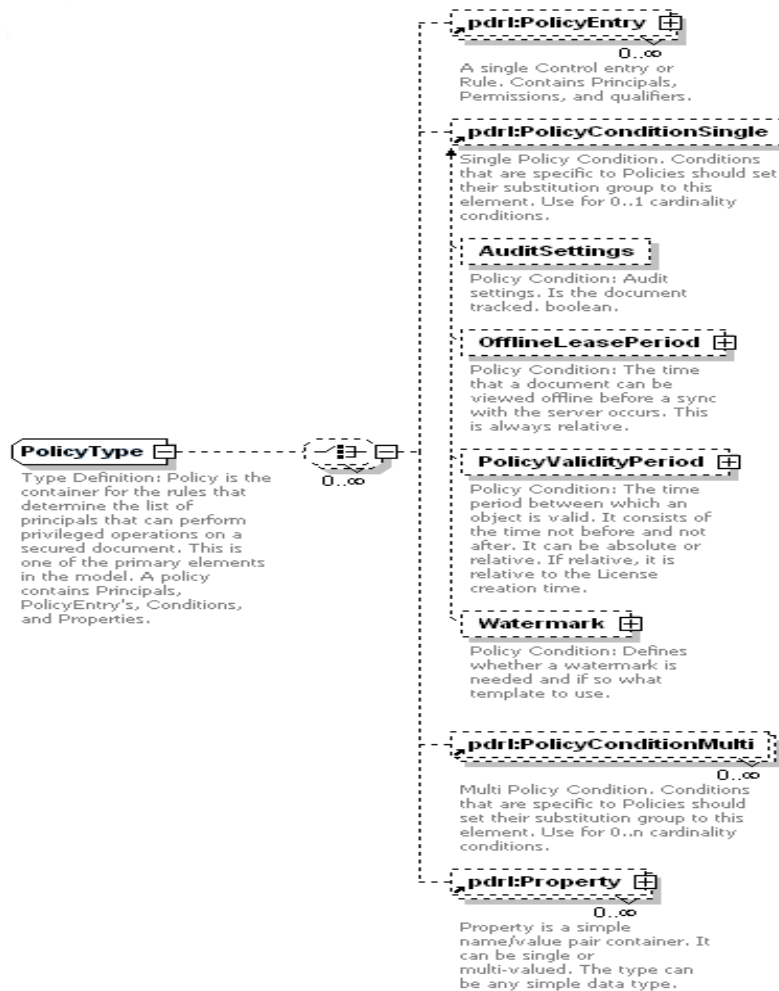 pdrl:PolicyEntry
0..∞
A single Control entry or
Rule. Contains Principals,
Permissions, and qualifiers.
pdrl:PolicyConditionSingle
Single Policy Condition. Conditions
that are specific to Policies should set
their substitution group to this
element. Use for 0..1 cardinality
conditions.
AuditSettings
Policy Condition: Audit
settings. Is the document
tracked. boolean.
OfflineLeasePeriod
Policy Condition: The time
that a document can be
viewed offline before a sync
with the server occurs. This
is always relative.
PolicyType
0..∞
Type Definition: Policy is the
container for the rules that
determine the list of
principals that can perform
privileged operations on a
secured document. This is
one of the primary elements
in the model. A policy
contains Principals,
PolicyEntry's, Conditions,
and Properties.
PolicyValidityPeriod
Policy Condition: The time
period between which an
object is valid. It consists of
the time not before and not
after. It can be absolute or
relative. If relative, it is
relative to the License
creation time.
Watermark
Policy Condition: Defines
whether a watermark is
needed and if so what
template to use.
pdrl:PolicyConditionMulti
0..∞
Multi Policy Condition. Conditions
that are specific to Policies should
set their substitution group to this
element. Use for 0..n cardinality
conditions.
pdrl:Property
0..∞
Property is a simple
name/value pair container. It
can be single or
multi-valued. The type can
be any simple data type.